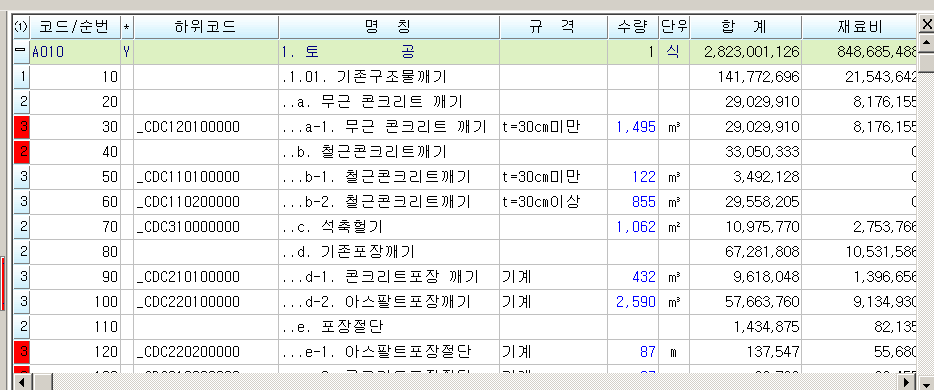 (1) 코드/순번 * 하위코드 명 칭 규 격 수량 단위 합 계 재료비
A010 Y 1. 토 공 1 식 2,823,001,126 848,685,488
1 10 .1.01. 기존구조물깨기 141,772,696 21,543,642
2 20 ..a. 무근 콘크리트 깨기 29,029,910 8,176,155
3 30 _CDC120100000 ...a-1. 무근 콘크리트 깨기 t=30cm미만 1,495 m³ 29,029,910 8,176,155
2 40 ..b. 철근콘크리트깨기 33,050,333 0
3 50 _CDC110100000 ...b-1. 철근콘크리트깨기 t=30cm미만 122 m³ 3,492,128 0
3 60 _CDC110200000 ...b-2. 철근콘크리트깨기 t=30cm이상 855 m³ 29,558,205 0
2 70 _CDC310000000 ..c. 석축헐기 1,062 m² 10,975,770 2,753,766
2 80 ..d. 기존포장깨기 67,281,808 10,531,586
3 90 _CDC210100000 ...d-1. 콘크리트포장 깨기 기계 432 m³ 9,618,048 1,396,656
3 100 _CDC220100000 ...d-2. 아스팔트포장깨기 기계 2,590 m³ 57,663,760 9,134,930
2 110 ..e. 포장절단 1,434,875 82,135
3 120 _CDC220200000 ...e-1. 아스팔트포장절단 기계 87 m 137,547 55,680